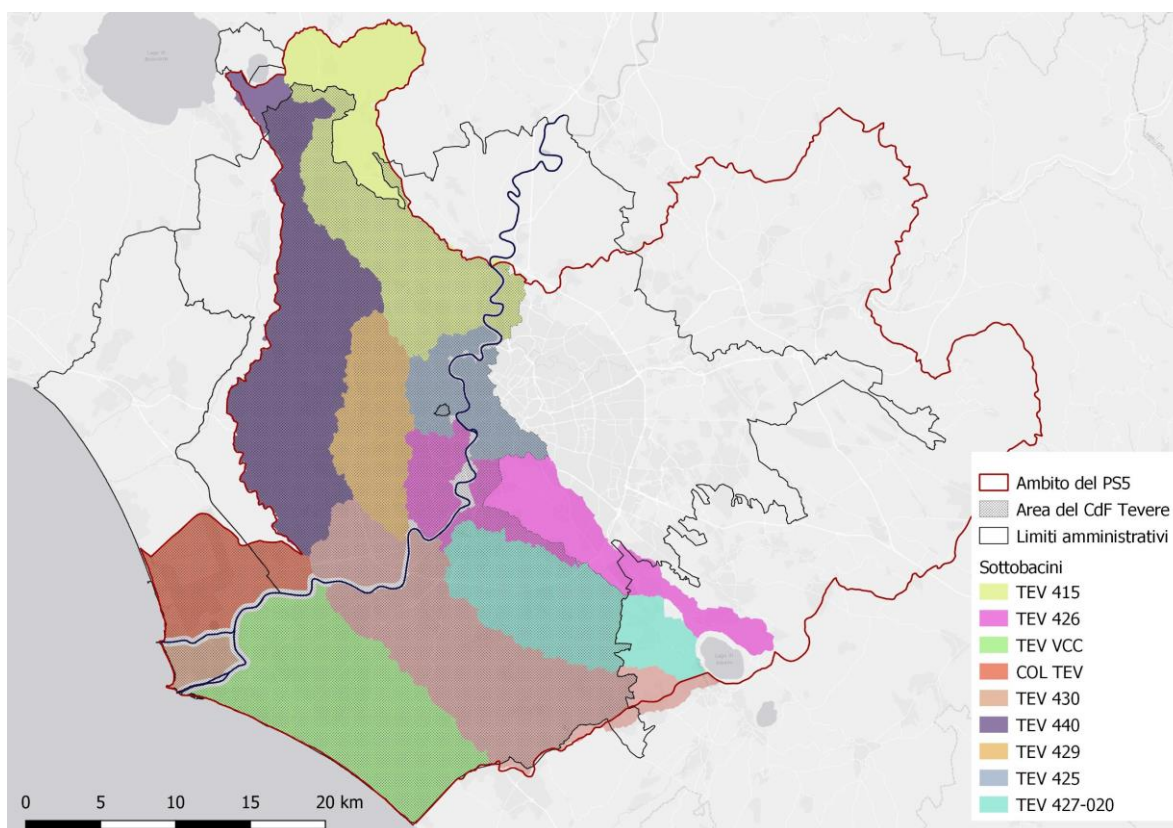 Ambito del PS5
Area del CdF Tevere
Limiti amministrativi
Sottobacini
TEV 415
TEV 426
TEV VCC
COL TEV
TEV 430
TEV 440
TEV 429
TEV 425
TEV 427-020
0 5 10 15 20 km